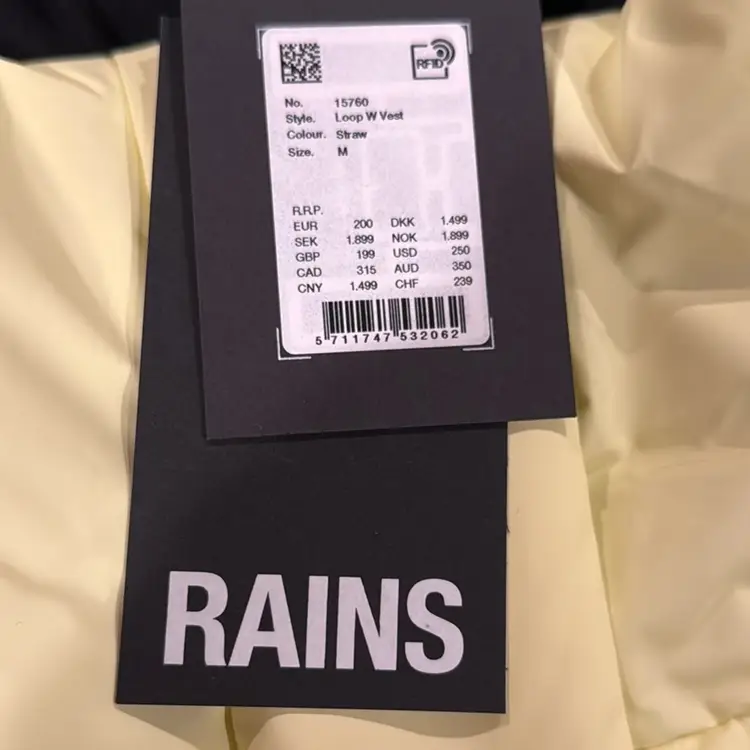 RFID
No. 15760
Style. Loop W Vest
Colour. Straw
Size. M
R.R.P.
EUR 200 DKK 1.499
SEK 1.899 NOK 1.899
GBP 199 USD 250
CAD 315 AUD 350
CNY 1.499 CHF 239
5 711747 532062
RAINS